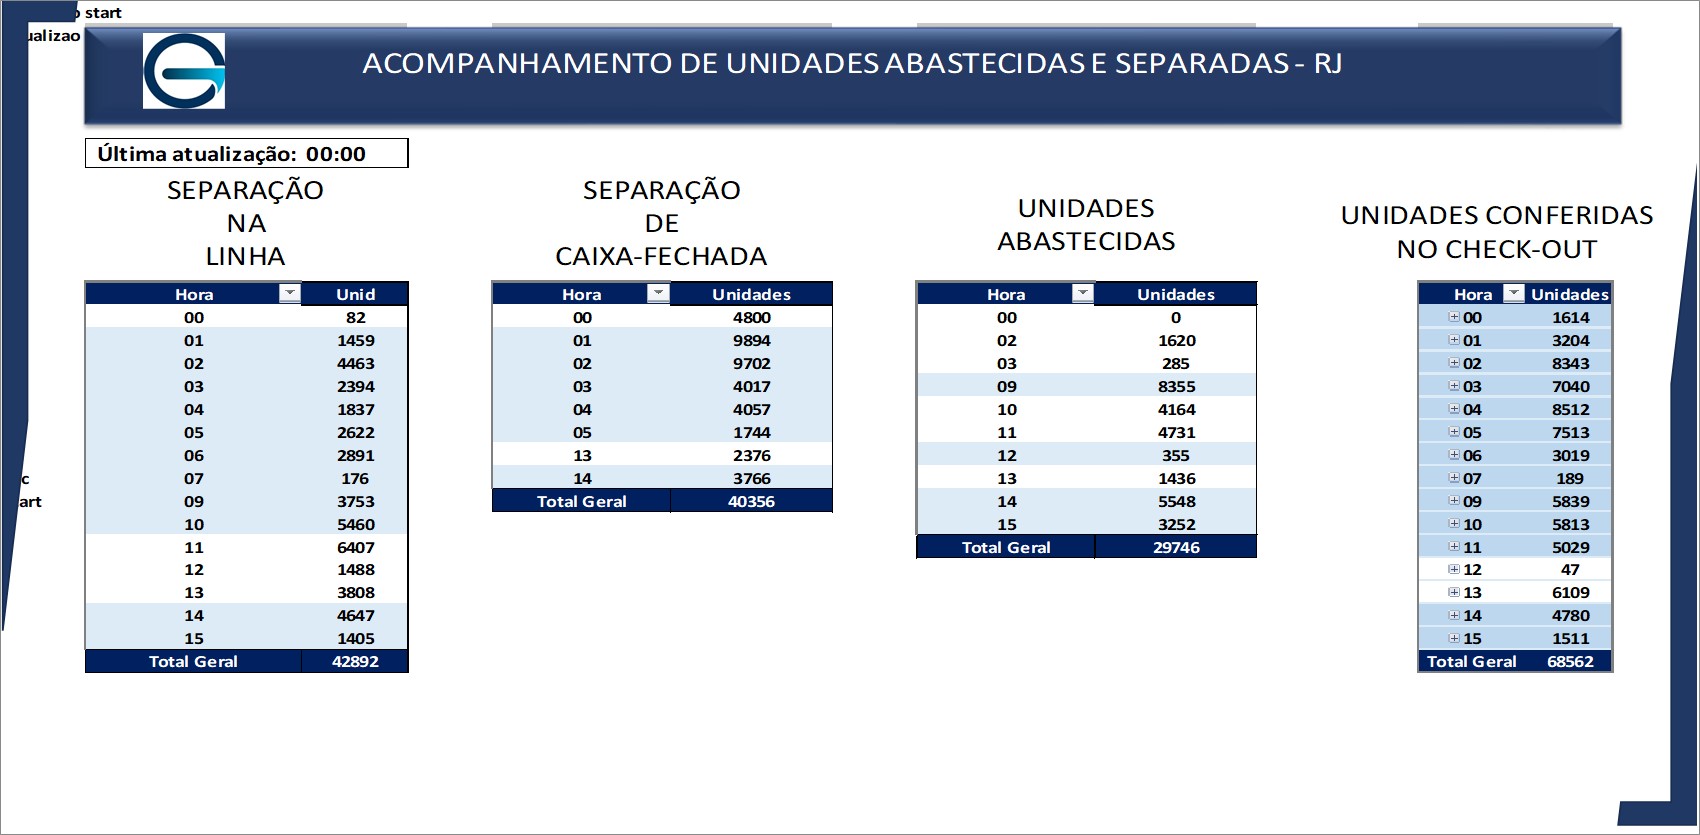 start
ualizao
ACOMPANHAMENTO DE UNIDADES ABASTECIDAS E SEPARADAS - RJ
Última atualização: 00:00
SEPARAÇÃO
NA
LINHA
Hora Unid
00 82
01 1459
02 4463
03 2394
04 1837
05 2622
06 2891
07 176
09 3753
10 5460
11 6407
12 1488
13 3808
14 4647
15 1405
Total Geral 42892
SEPARAÇÃO
DE
CAIXA-FECHADA
Hora Unidades
00 4800
01 9894
02 9702
03 4017
04 4057
05 1744
13 2376
14 3766
Total Geral 40356
UNIDADES
ABASTECIDAS
Hora Unidades
00 0
02 1620
03 285
09 8355
10 4164
11 4731
12 355
13 1436
14 5548
15 3252
Total Geral 29746
UNIDADES CONFERIDAS
NO CHECK-OUT
Hora Unidades
00 1614
01 3204
02 8343
03 7040
04 8512
05 7513
06 3019
07 189
09 5839
10 5813
11 5029
12 47
13 6109
14 4780
15 1511
Total Geral 68562
c
art